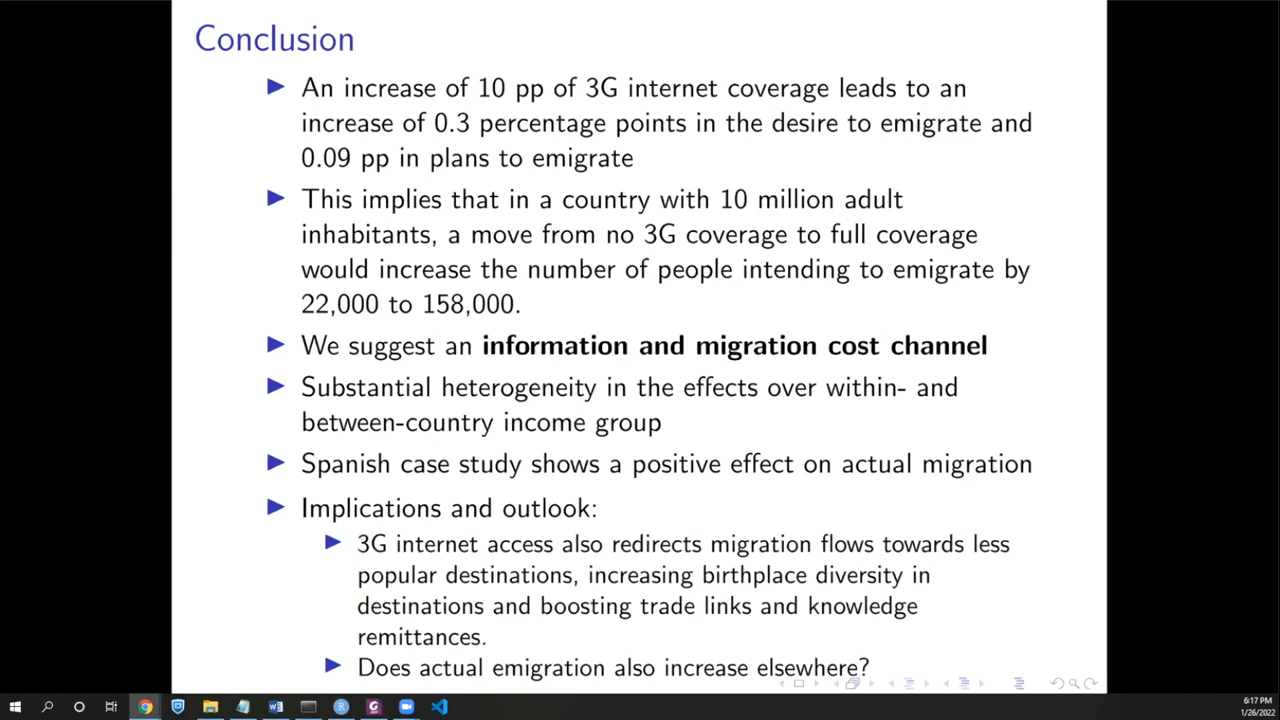 Conclusion
An increase of 10 pp of 3G internet coverage leads to an
increase of 0.3 percentage points in the desire to emigrate and
0.09 pp in plans to emigrate
This implies that in a country with 10 million adult
inhabitants, a move from no 3G coverage to full coverage
would increase the number of people intending to emigrate by
22,000 to 158,000.
We suggest an information and migration cost channel
Substantial heterogeneity in the effects over within- and
between-country income group
Spanish case study shows a positive effect on actual migration
Implications and outlook:
3G internet access also redirects migration flows towards less
popular destinations, increasing birthplace diversity in
destinations and boosting trade links and knowledge
remittances.
Does actual emigration also increase elsewhere?
6:17 PM
1/26/2022